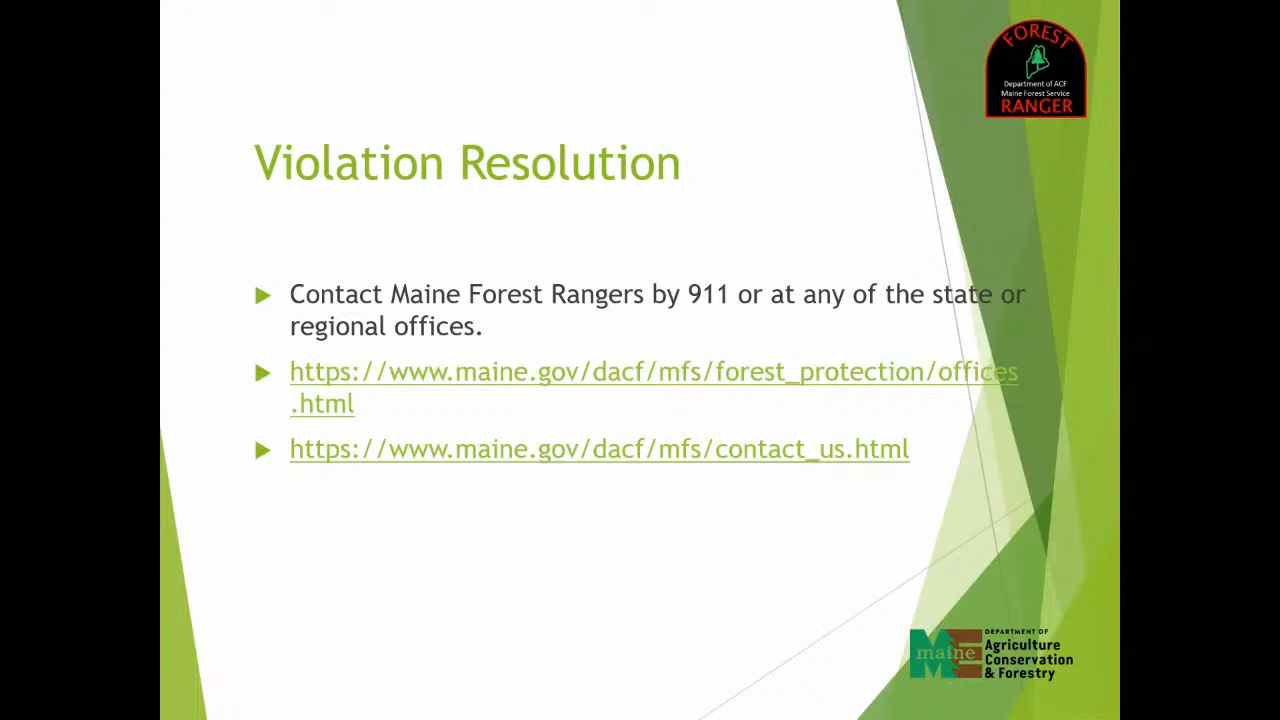 FOREST
Department of ACF
Maine Forest Service
RANGER
Violation Resolution
Contact Maine Forest Rangers by 911 or at any of the state or
regional offices.
https://www.maine.gov/dacf/mfs/forest_protection/offices
.html
https://www.maine.gov/dacf/mfs/contact_us.html
maine
DEPARTMENT OF
Agriculture
Conservation
& Forestry